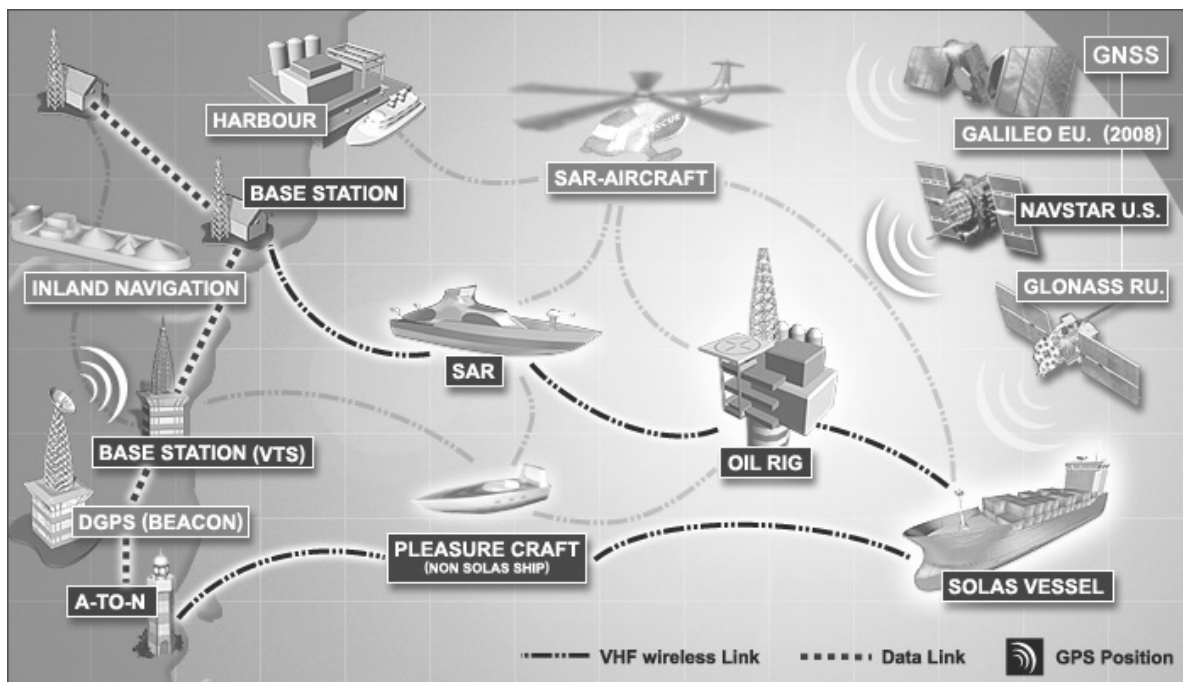 GNSS
HARBOUR
GALILEO EU. (2008)
SAR-AIRCRAFT
BASE STATION
NAVSTAR U.S.
INLAND NAVIGATION
GLONASS RU.
SAR
BASE STATION (VTS)
OIL RIG
DGPS (BEACON)
PLEASURE CRAFT
(NON SOLAS SHIP)
SOLAS VESSEL
A-TO-N
VHF wireless Link
Data Link
GPS Position
RESCUE